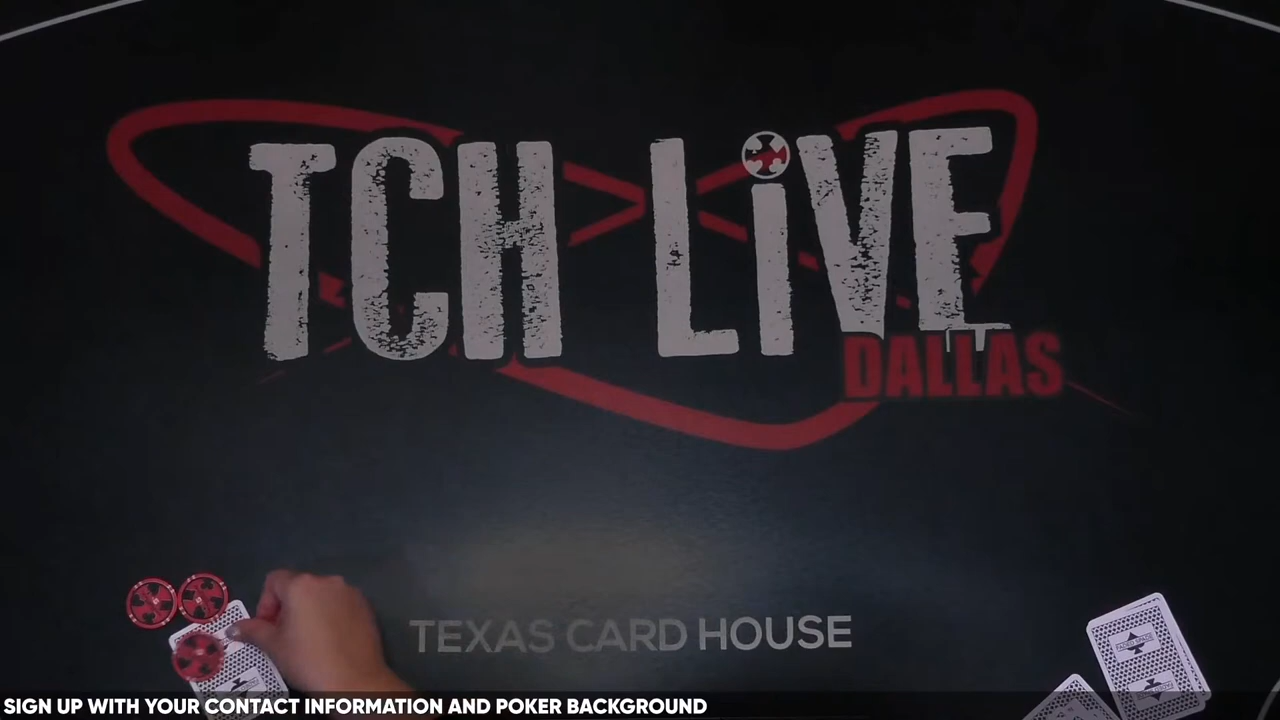 TCH LiVE
DALLAS
TEXAS CARD HOUSE
SIGN UP WITH YOUR CONTACT INFORMATION AND POKER BACKGROUND